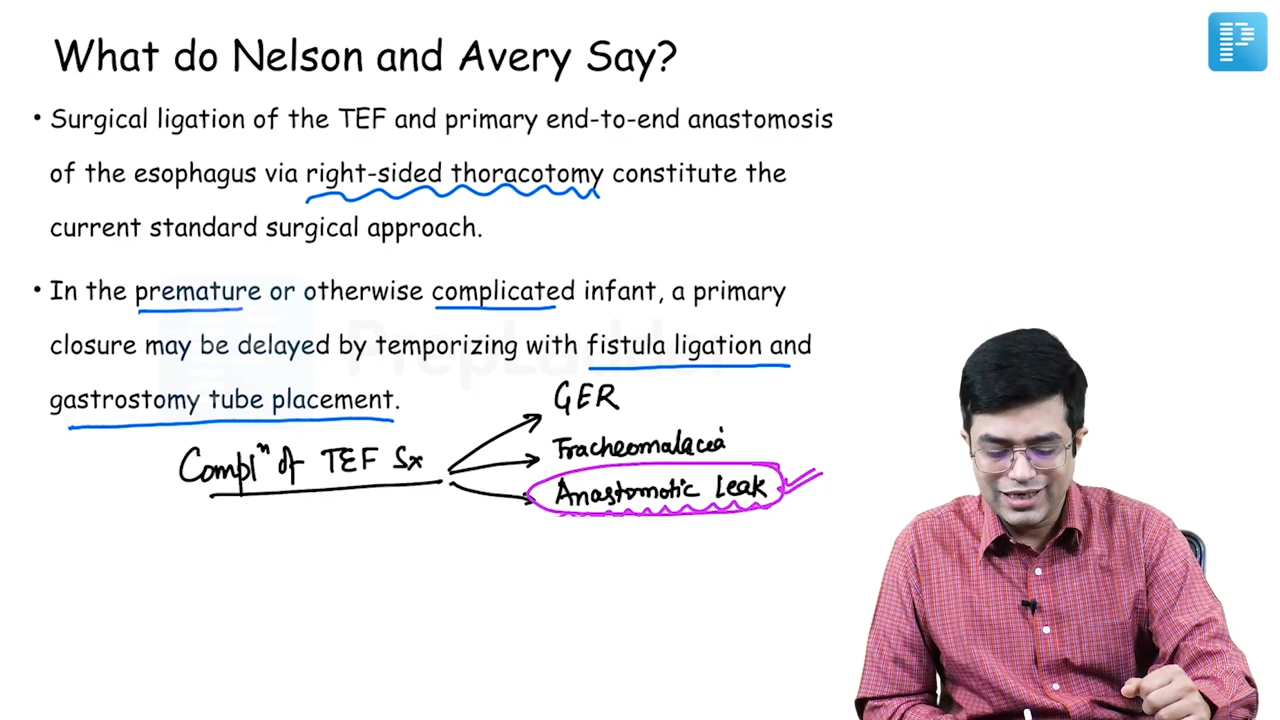 What do Nelson and Avery Say?
• Surgical ligation of the TEF and primary end-to-end anastomosis
of the esophagus via right-sided thoracotomy constitute the
current standard surgical approach.
• In the premature or otherwise complicated infant, a primary
closure may be delayed by temporizing with fistula ligation and
PrepLadder
gastrostomy tube placement.
GER
Complⁿ of TEF Sx
Tracheomalacia
Anastomotic Leak